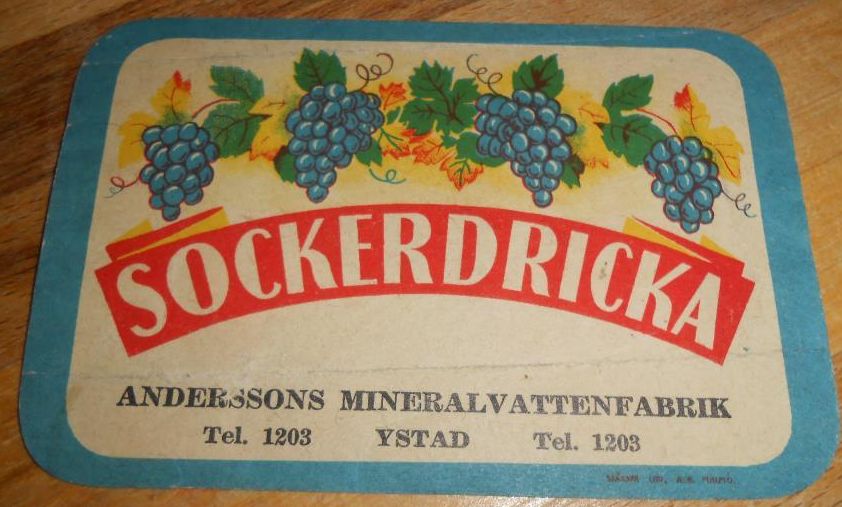 SOCKERDRICKA
ANDERSSONS MINERALVATTENFABRIK
Tel. 1203 YSTAD Tel. 1203